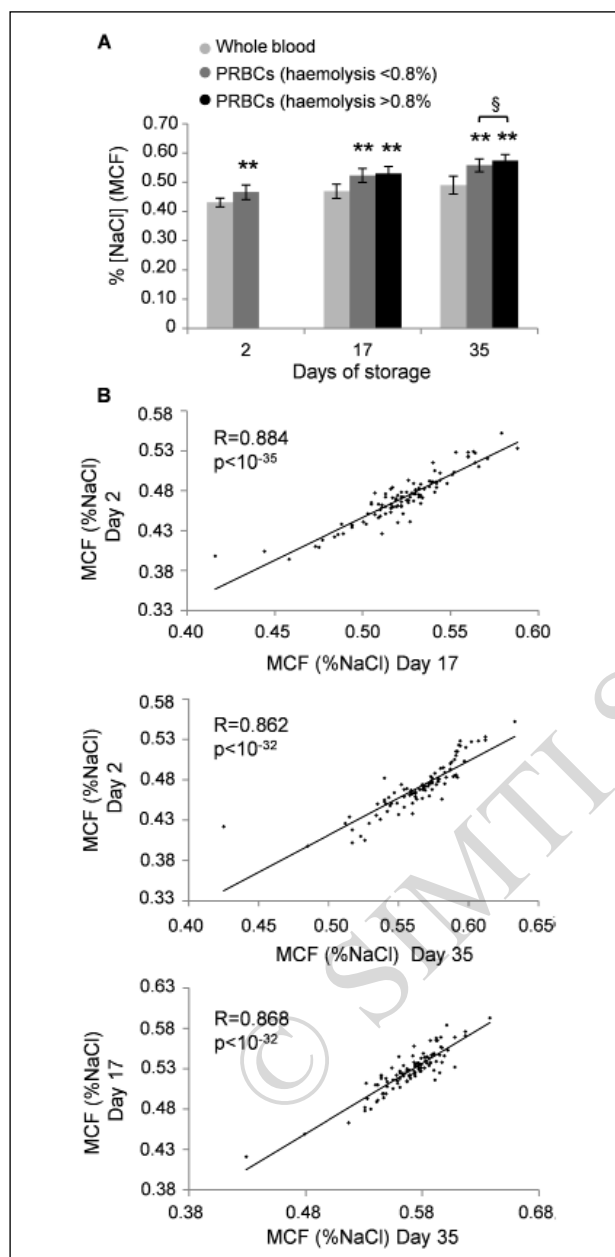 A
Whole blood
PRBCs (haemolysis <0.8%)
PRBCs (haemolysis >0.8%
§
** ** ** ** **
0.70
0.60
0.50
0.40
0.30
0.20
0.10
0
% [NaCl] (MCF)
2 17 35
Days of storage
B
0.58
0.53
0.48
0.43
0.38
0.33
MCF (%NaCl)
Day 2
R=0.884
p<10-35
0.40 0.45 0.50 0.55 0.60
MCF (%NaCl) Day 17
0.58
0.53
0.48
0.43
0.38
0.33
MCF (%NaCl)
Day 2
R=0.862
p<10-32
0.40 0.45 0.50 0.55 0.60 0.65
MCF (%NaCl) Day 35
0.63
0.58
0.53
0.48
0.43
0.38
MCF (%NaCl)
Day 17
R=0.868
p<10-32
0.38 0.48 0.58 0.68
MCF (%NaCl) Day 35
© SIMTI S